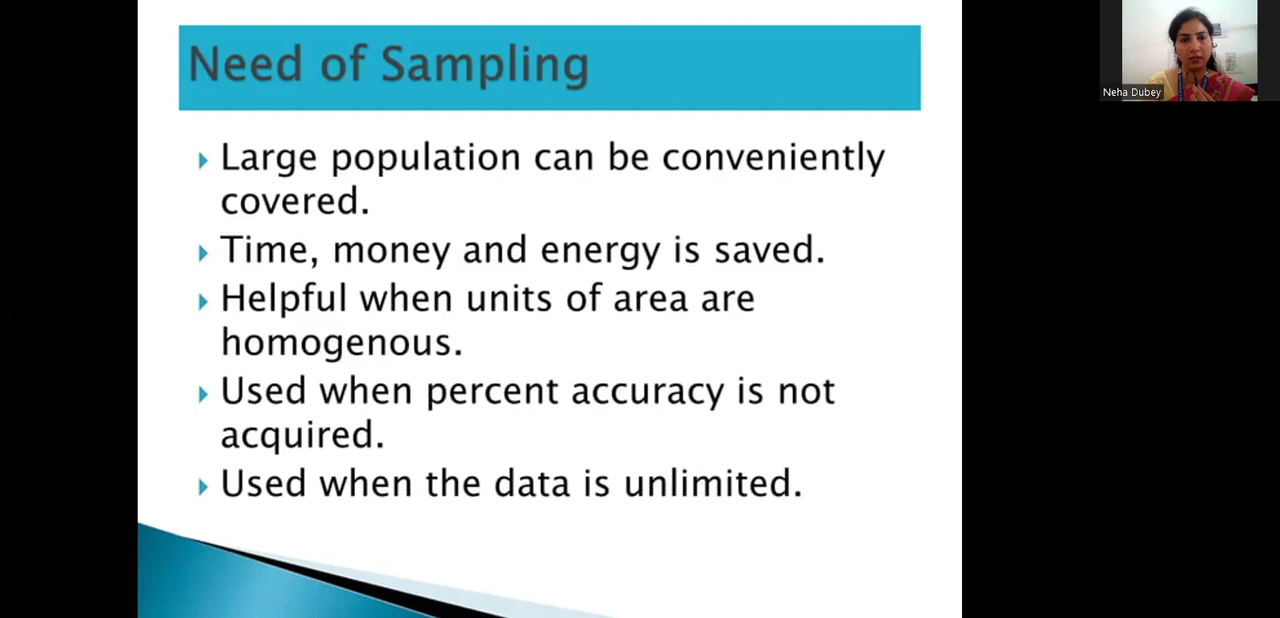 Need of Sampling
Large population can be conveniently
covered.
Time, money and energy is saved.
Helpful when units of area are
homogenous.
Used when percent accuracy is not
acquired.
Used when the data is unlimited.
Neha Dubey